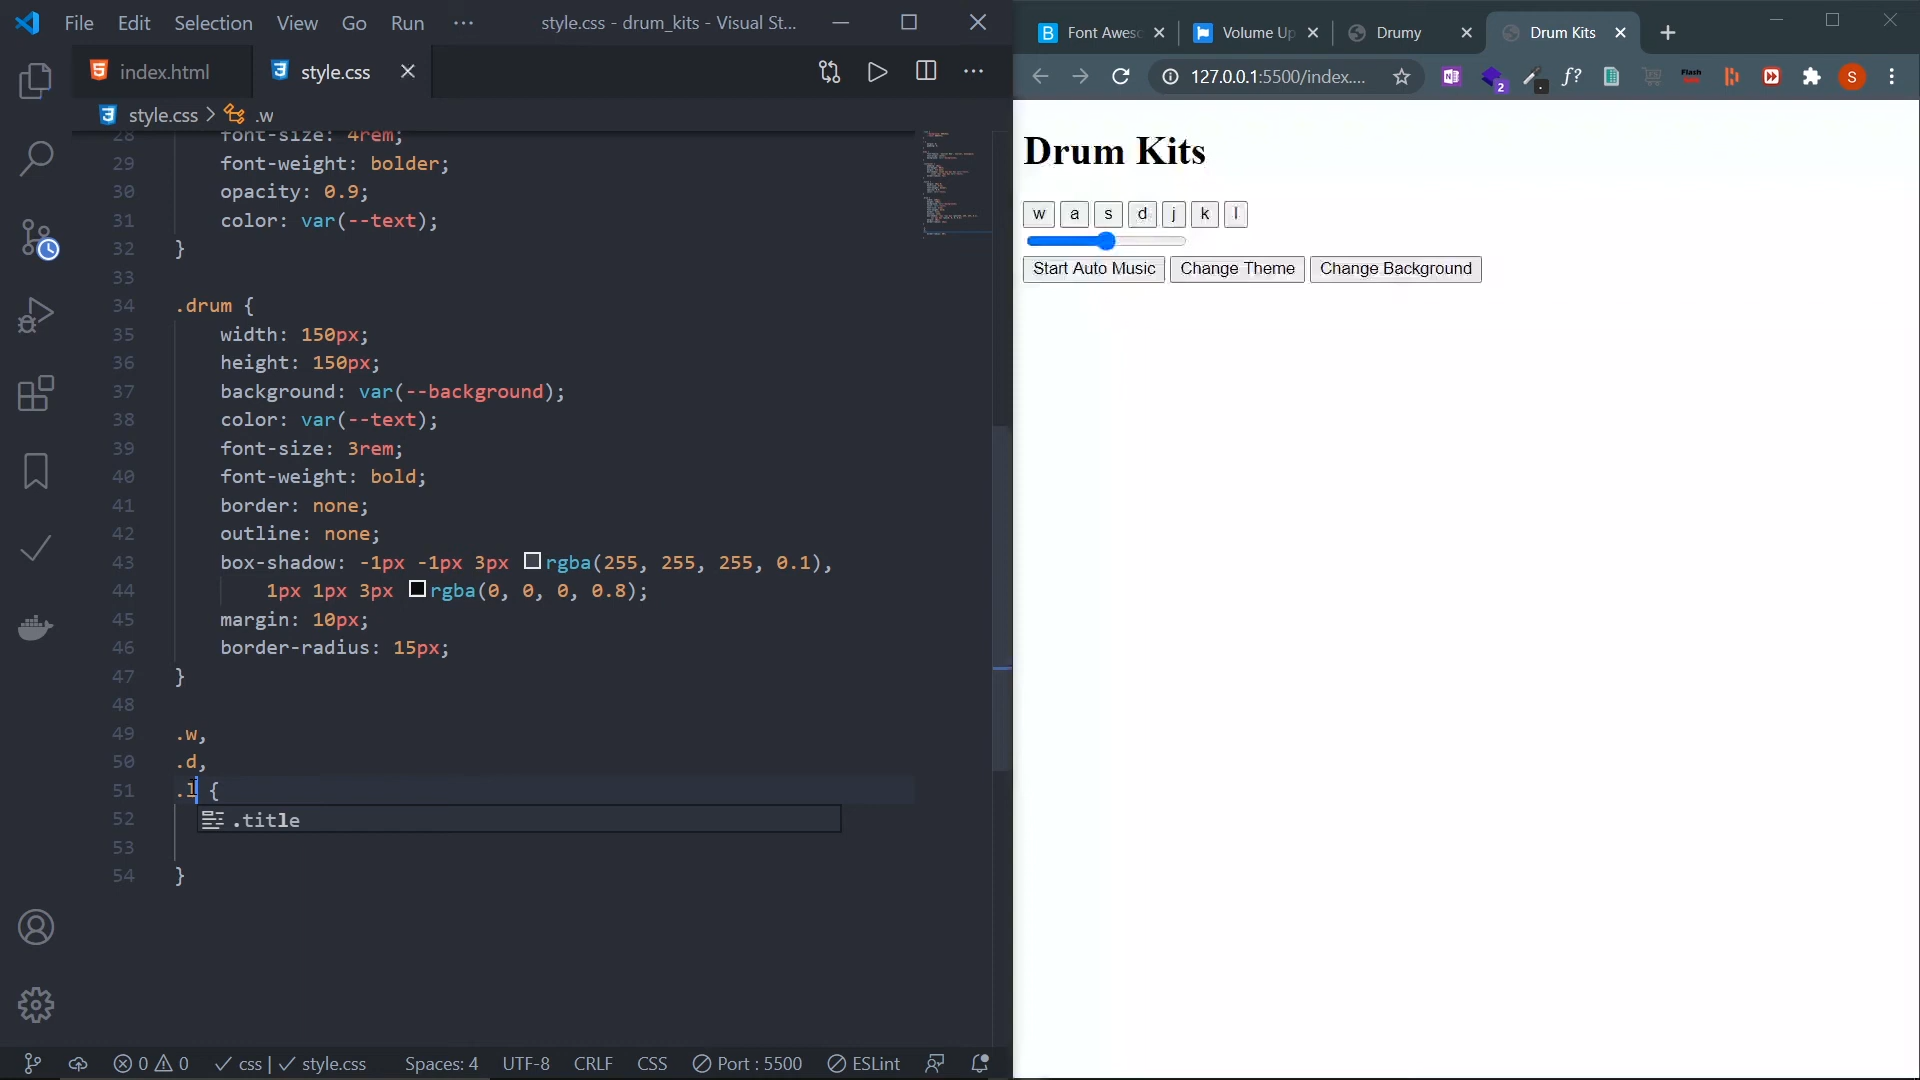 File Edit Selection View Go Run ··· style.css - drum_kits - Visual St...
index.html style.css
style.css > .w
28 font-size: 4rem;
29 font-weight: bolder;
30 opacity: 0.9;
31 color: var(--text);
32 }
33
34 .drum {
35 width: 150px;
36 height: 150px;
37 background: var(--background);
38 color: var(--text);
39 font-size: 3rem;
40 font-weight: bold;
41 border: none;
42 outline: none;
43 box-shadow: -1px -1px 3px rgba(255, 255, 255, 0.1),
44 1px 1px 3px rgba(0, 0, 0, 0.8);
45 margin: 10px;
46 border-radius: 15px;
47 }
48
49 .w,
50 .d,
51 .l {
52 .title
53
54 }
0 0 css | style.css Spaces: 4 UTF-8 CRLF CSS Port : 5500 ESLint
Font Awes Volume Up Drumy Drum Kits
127.0.0.1:5500/index.... 2 f? Flash S
Drum Kits
w a s d j k l
Start Auto Music Change Theme Change Background